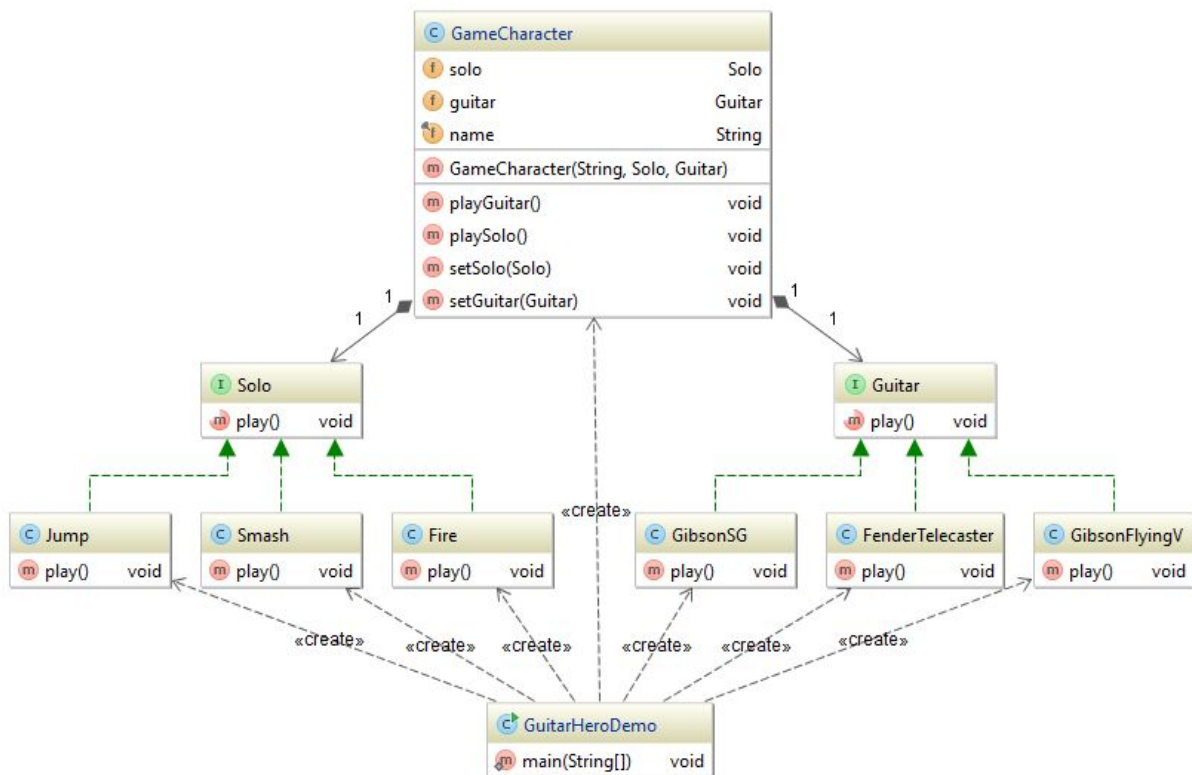 C GameCharacter
f solo Solo
f guitar Guitar
f name String
m GameCharacter(String, Solo, Guitar)
m playGuitar() void
m playSolo() void
m setSolo(Solo) void
m setGuitar(Guitar) void
1 1
1 1
I Solo
m play() void
I Guitar
m play() void
«create»
C Jump
m play() void
C Smash
m play() void
C Fire
m play() void
C GibsonSG
m play() void
C FenderTelecaster
m play() void
C GibsonFlyingV
m play() void
«create» «create» «create» «create» «create» «create»
C GuitarHeroDemo
m main(String[]) void